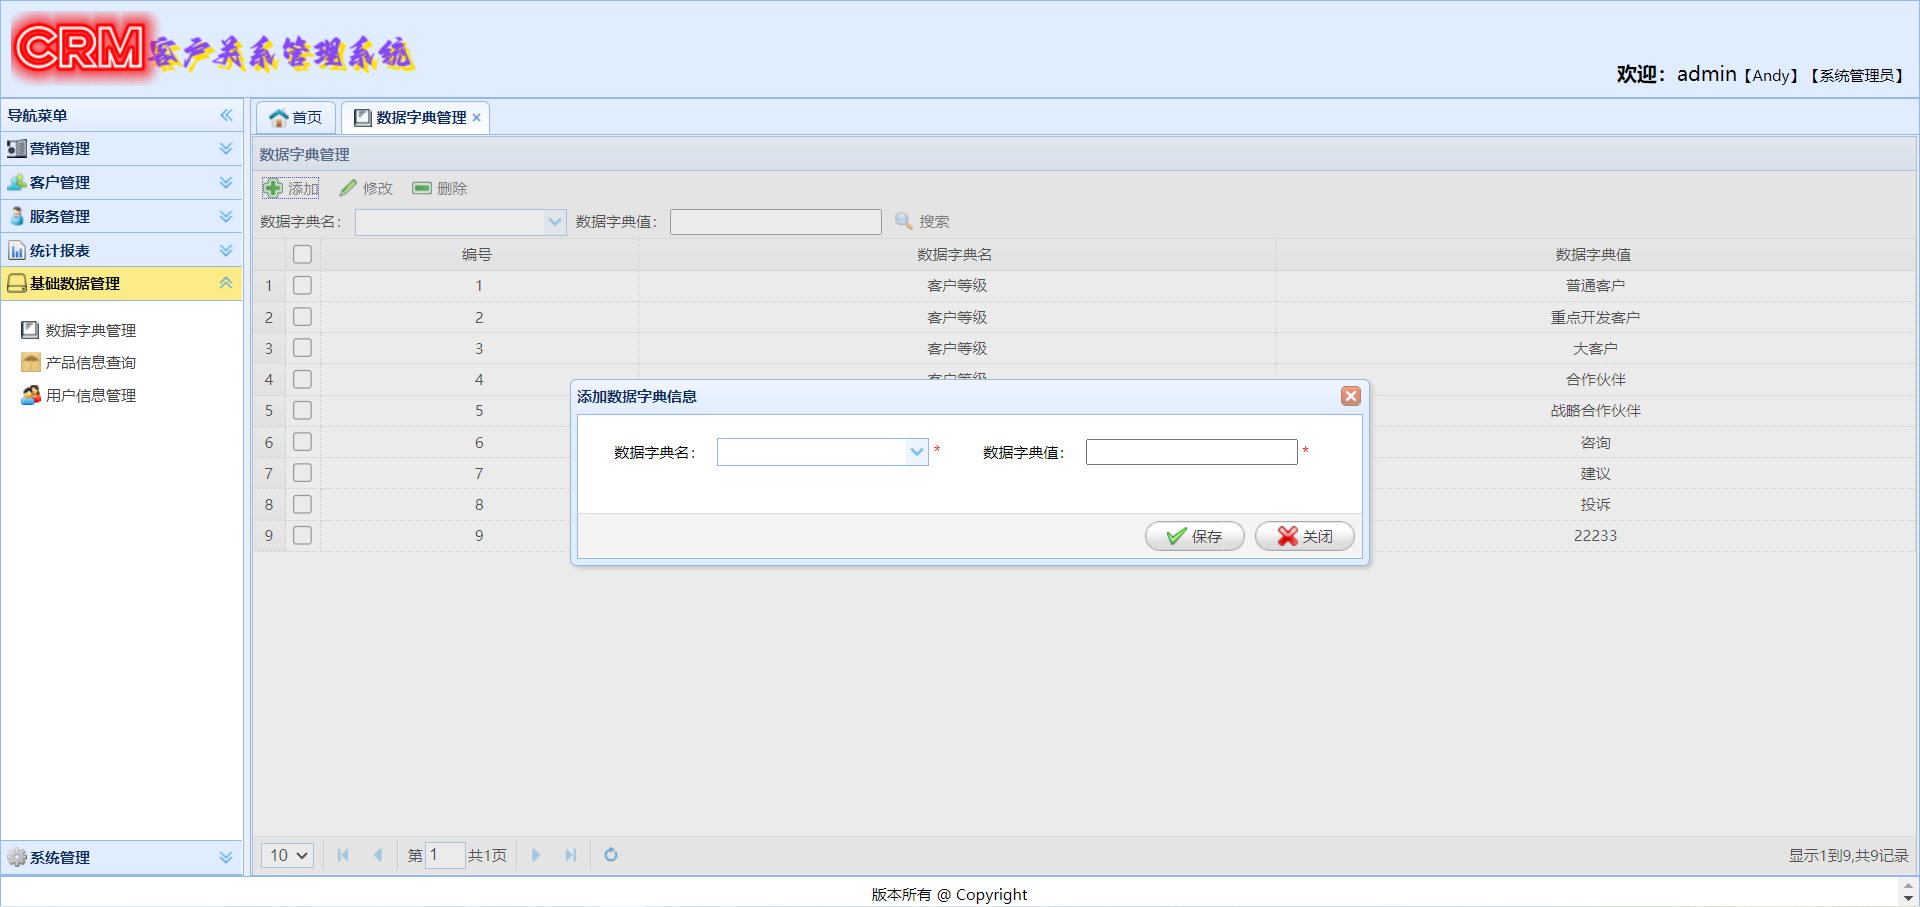 CRM客户关系管理系统
欢迎：admin【Andy】【系统管理员】
导航菜单
营销管理
客户管理
服务管理
统计报表
基础数据管理
数据字典管理
产品信息查询
用户信息管理
系统管理
首页 数据字典管理
数据字典管理
添加 修改 删除
数据字典名： 数据字典值： 搜索
编号 数据字典名 数据字典值
1 1 客户等级 普通客户
2 2 客户等级 重点开发客户
3 3 客户等级 大客户
4 4 客户等级 合作伙伴
5 5 战略合作伙伴
6 6 咨询
7 7 建议
8 8 投诉
9 9 22233
添加数据字典信息
数据字典名： * 数据字典值： *
保存 关闭
10 第 1 共1页 显示1到9,共9记录
版本所有 @ Copyright